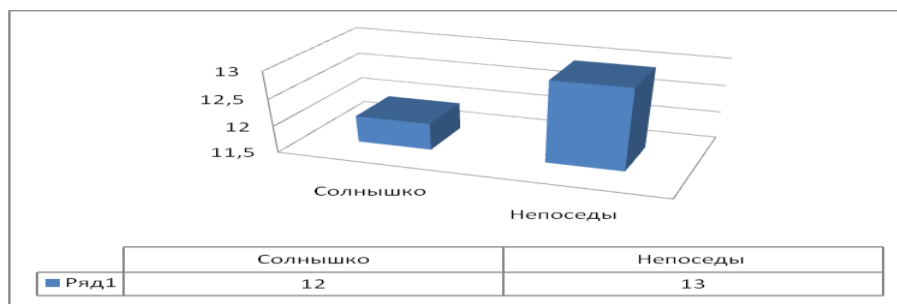 13
12,5
12
11,5
Солнышко
Непоседы
Солнышко Непоседы
Ряд1 12 13